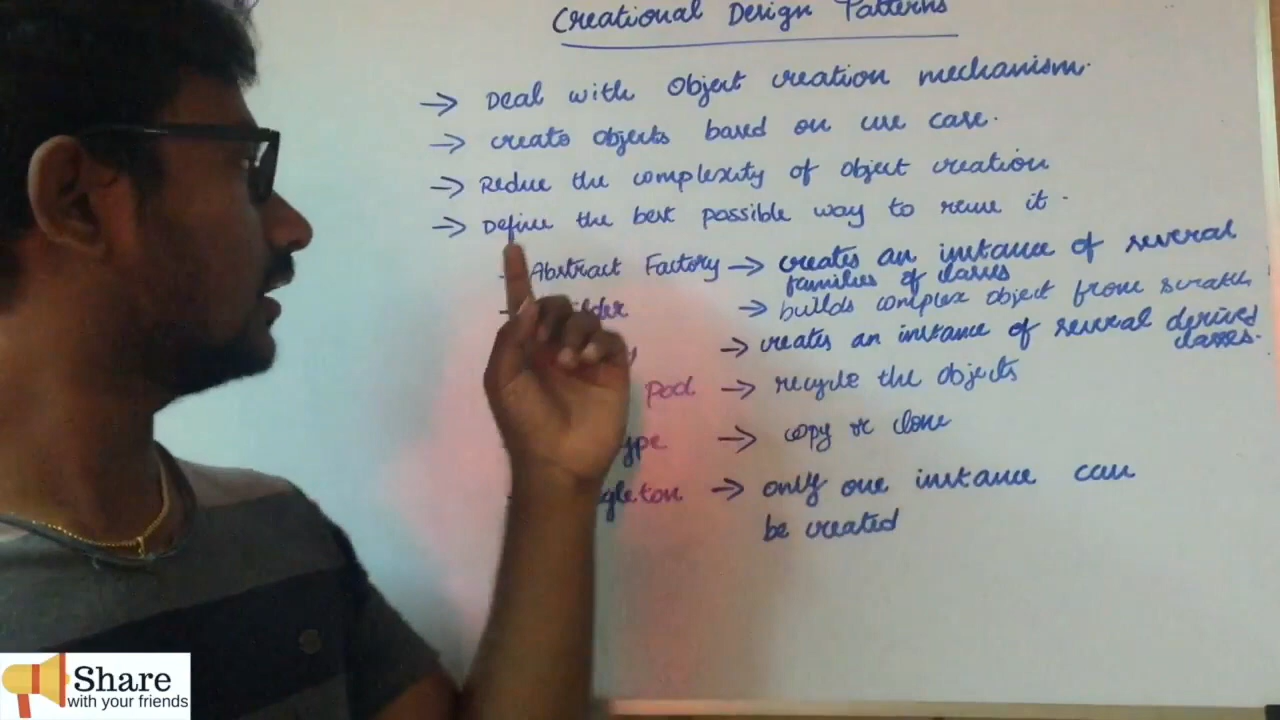 Creational Design Patterns
→ Deal with Object creation mechanism.
→ create objects based on use case.
→ Reduce the complexity of object creation
→ Define the best possible way to reuse it.
- Abstract Factory → creates an instance of several
families of classes
ilder → builds complex object from scratch
y → creates an instance of several derived
classes.
pool → recycle the objects
ype → copy or clone
gleton → only one instance can
be created
Share
with your friends